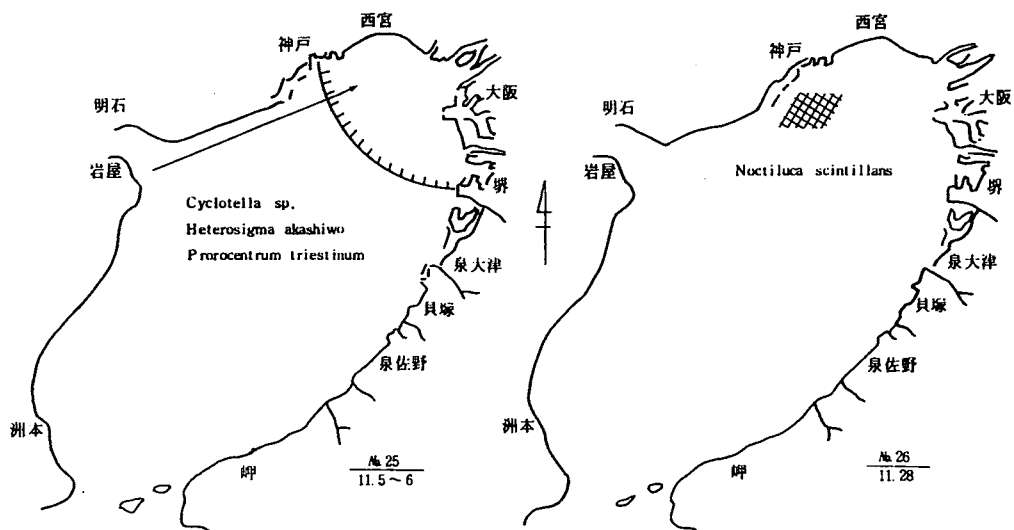 西宮
神戸
大阪
明石
岩屋
堺
Cyclotella sp.
Heterosigma akashiwo
Prorocentrum triestinum
泉大津
貝塚
泉佐野
洲本
岬
№25
11.5~6
西宮
神戸
大阪
明石
岩屋
Noctiluca scintillans
堺
泉大津
貝塚
泉佐野
洲本
岬
№26
11.28